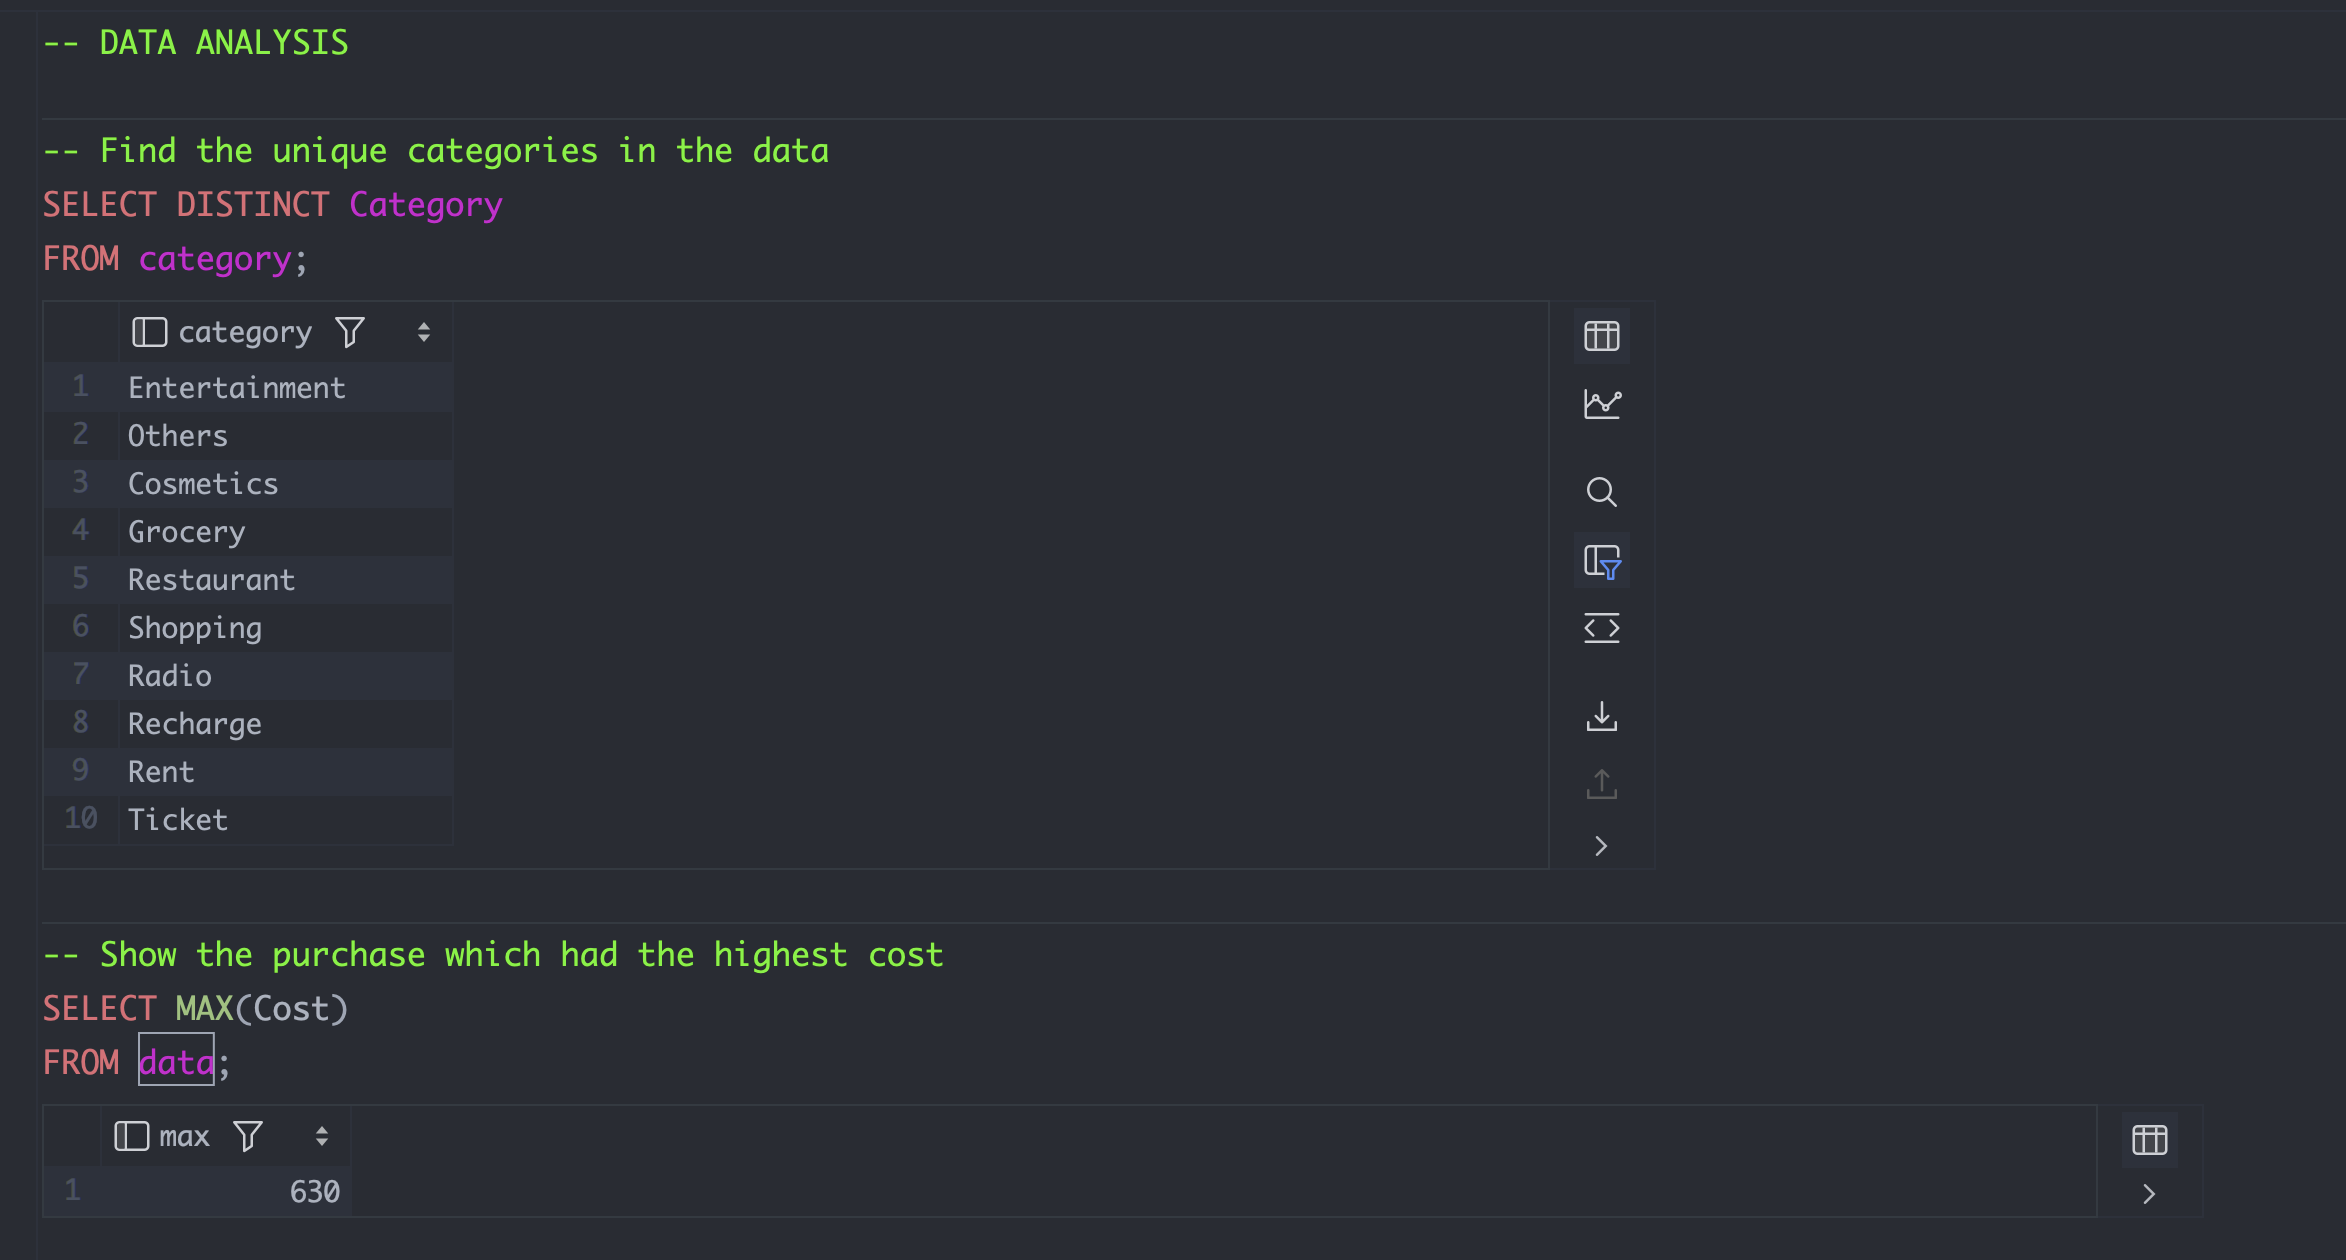 -- DATA ANALYSIS
-- Find the unique categories in the data
SELECT DISTINCT Category
FROM category;
category
1 Entertainment
2 Others
3 Cosmetics
4 Grocery
5 Restaurant
6 Shopping
7 Radio
8 Recharge
9 Rent
10 Ticket
-- Show the purchase which had the highest cost
SELECT MAX(Cost)
FROM data;
max
1 630